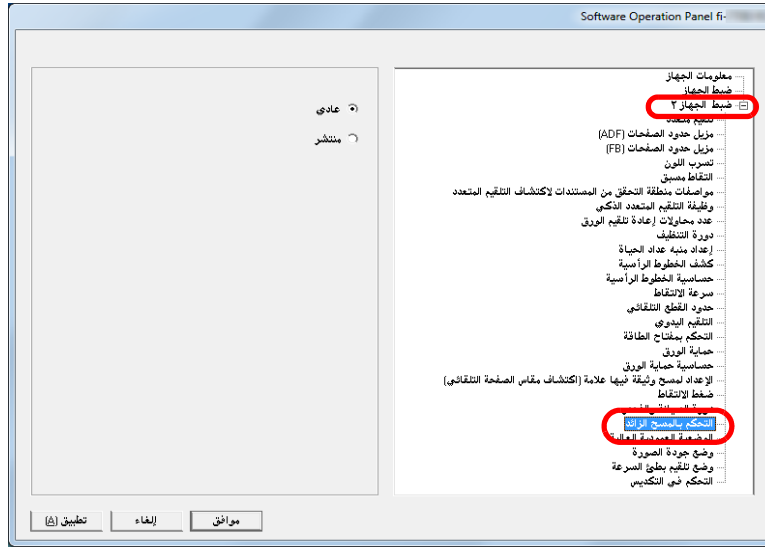 Software Operation Panel fi-
معلومات الجهاز
ضبط الجهاز
ضبط الجهاز ٢
تلقيم متعدد
مزيل حدود الصفحات (ADF)
مزيل حدود الصفحات (FB)
تسرب اللون
التقاط مسبق
مواصفات منطقة التحقق من المستندات لاكتشاف التلقيم المتعدد
وظيفة التلقيم المتعدد الذكي
عدد محاولات إعادة تلقيم الورق
دورة التنظيف
إعداد منبه عداد الحياة
كشف الخطوط الرأسية
حساسية الخطوط الرأسية
سرعة الالتقاط
حدود القطع التلقائي
التلقيم اليدوي
التحكم بمفتاح الطاقة
حماية الورق
حساسية حماية الورق
الإعداد لمسح وثيقة فيها علامة (اكتشاف مقاس الصفحة التلقائي)
ضغط الالتقاط
التحكم بالمسح الزائد
الوضعية العمودية العالية
وضع جودة الصورة
وضع تلقيم بطئ السرعة
التحكم في التكديس
عادي
منتشر
موافق
إلغاء
تطبيق (A)